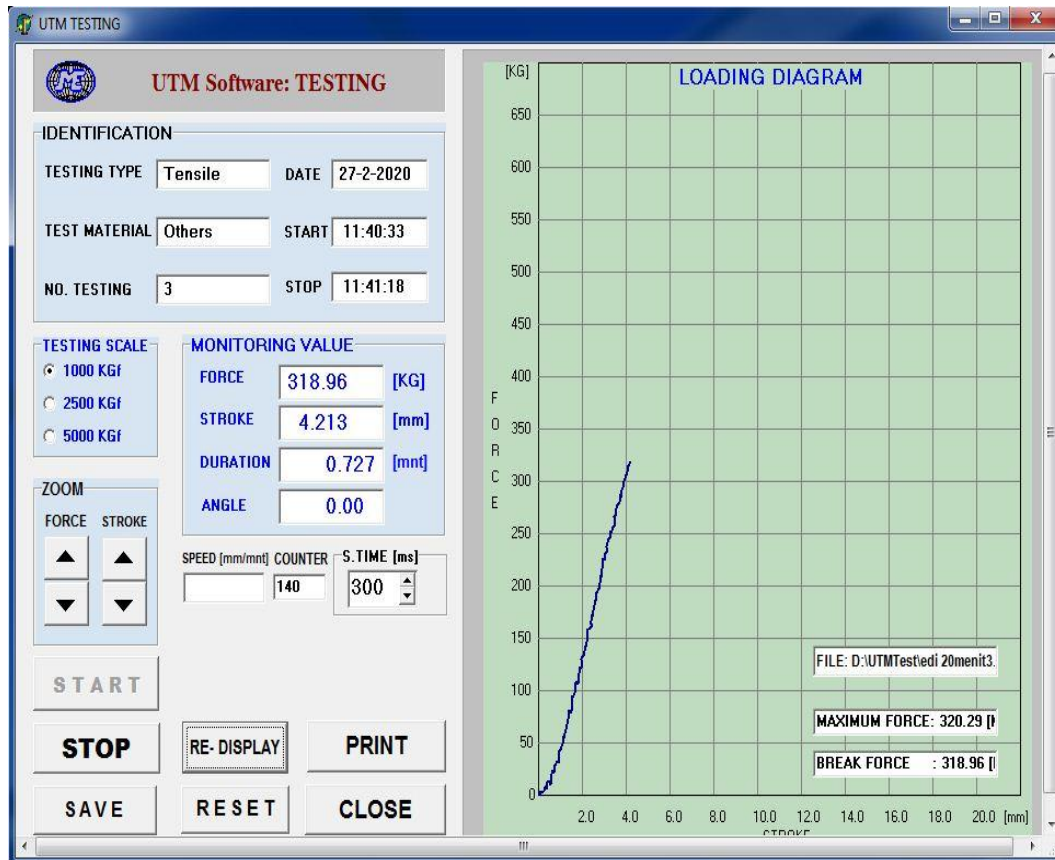 UTM TESTING
ME
UTM Software: TESTING
IDENTIFICATION
TESTING TYPE Tensile DATE 27-2-2020
TEST MATERIAL Others START 11:40:33
NO. TESTING 3 STOP 11:41:18
TESTING SCALE
1000 KGf
2500 KGf
5000 KGf
MONITORING VALUE
FORCE 318.96 [KG]
STROKE 4.213 [mm]
DURATION 0.727 [mnt]
ANGLE 0.00
ZOOM
FORCE STROKE
SPEED [mm/mnt] COUNTER S.TIME [ms]
140 300
START
STOP RE- DISPLAY PRINT
SAVE RESET CLOSE
[KG] LOADING DIAGRAM
650
600
550
500
450
400
350
300
250
200
150
100
50
0
FORCE
FILE: D:\UTMTest\edi 20menit3.
MAXIMUM FORCE: 320.29 [
BREAK FORCE : 318.96 [
2.0 4.0 6.0 8.0 10.0 12.0 14.0 16.0 18.0 20.0 [mm]
STROKE